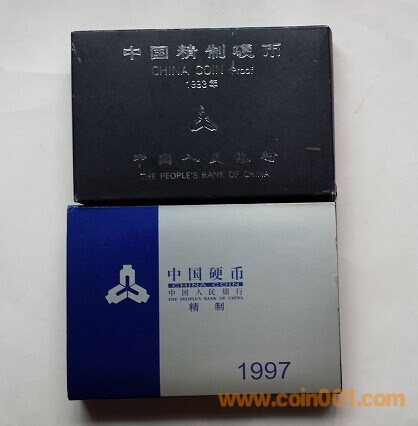 中国精制硬币
CHINA COIN Proof
1993年
中国人民银行
THE PEOPLE'S BANK OF CHINA
中国硬币
CHINA COIN
中国人民银行
THE PEOPLE'S BANK OF CHINA
精制
1997
www.coin001.com